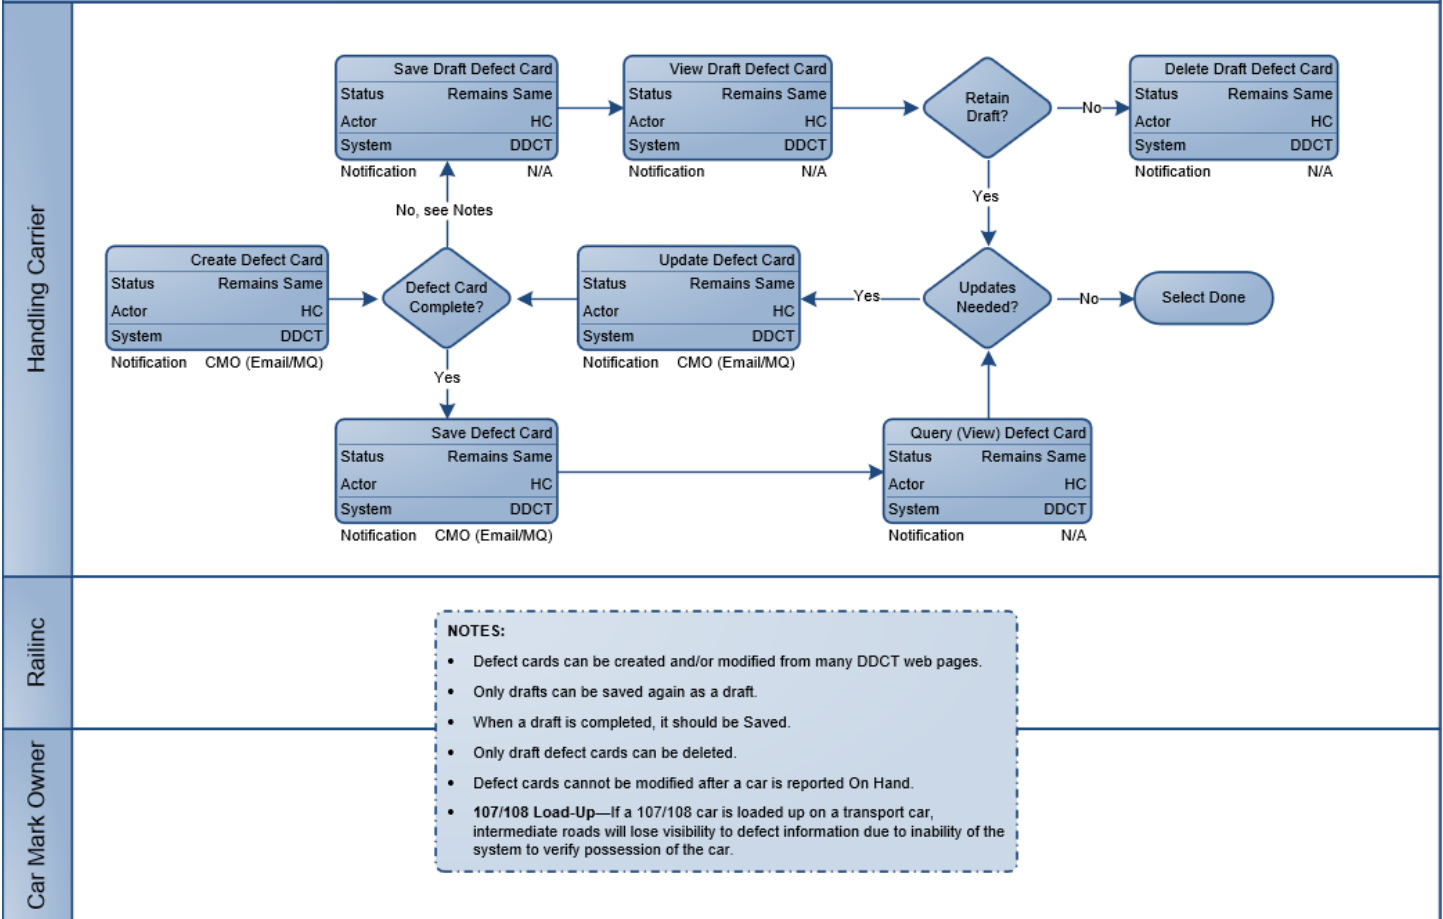 Handling Carrier
Save Draft Defect Card
Status Remains Same
Actor HC
System DDCT
Notification N/A
View Draft Defect Card
Status Remains Same
Actor HC
System DDCT
Notification N/A
Retain
Draft?
No
Delete Draft Defect Card
Status Remains Same
Actor HC
System DDCT
Notification N/A
No, see Notes
Yes
Create Defect Card
Status Remains Same
Actor HC
System DDCT
Notification CMO (Email/MQ)
Defect Card
Complete?
Update Defect Card
Status Remains Same
Actor HC
System DDCT
Notification CMO (Email/MQ)
Yes
Updates
Needed?
No
Select Done
Yes
Save Defect Card
Status Remains Same
Actor HC
System DDCT
Notification CMO (Email/MQ)
Query (View) Defect Card
Status Remains Same
Actor HC
System DDCT
Notification N/A
Railinc
Car Mark Owner
NOTES:
• Defect cards can be created and/or modified from many DDCT web pages.
• Only drafts can be saved again as a draft.
• When a draft is completed, it should be Saved.
• Only draft defect cards can be deleted.
• Defect cards cannot be modified after a car is reported On Hand.
• 107/108 Load-Up—If a 107/108 car is loaded up on a transport car,
intermediate roads will lose visibility to defect information due to inability of the
system to verify possession of the car.